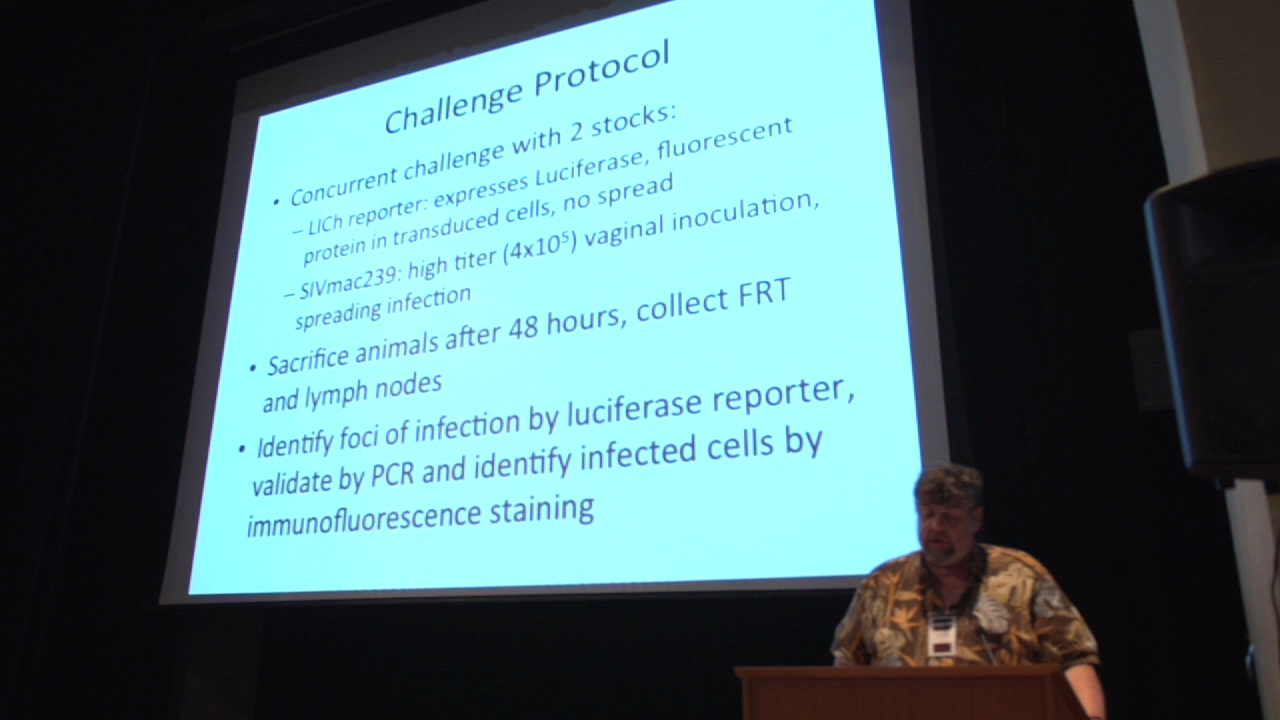 Challenge Protocol
• Concurrent challenge with 2 stocks:
– LICh reporter: expresses Luciferase, fluorescent
protein in transduced cells, no spread
– SIVmac239: high titer (4x10⁵) vaginal inoculation,
spreading infection
• Sacrifice animals after 48 hours, collect FRT
and lymph nodes
• Identify foci of infection by luciferase reporter,
validate by PCR and identify infected cells by
immunofluorescence staining